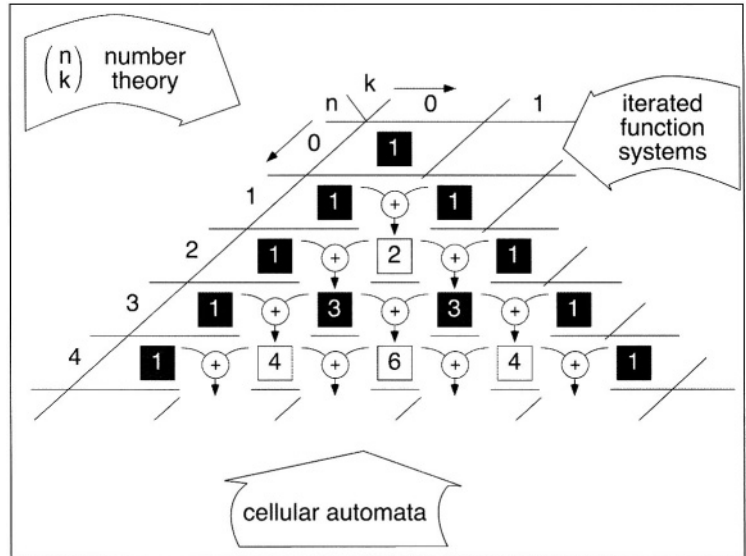 (n k) number theory
n k 0 1
iterated
function
systems
0 1
1 1 + 1
2 1 + 2 + 1
3 1 + 3 + 3 + 1
4 1 + 4 + 6 + 4 + 1
cellular automata